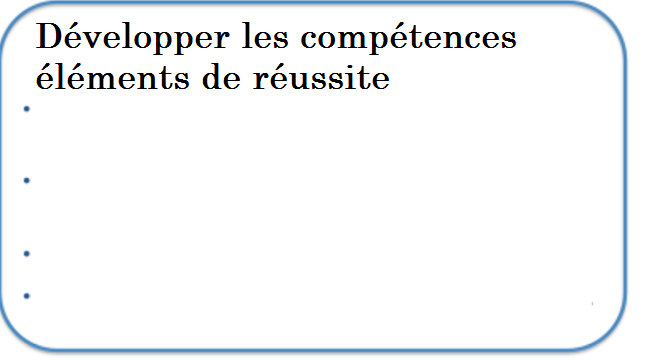 Développer les compétences
éléments de réussite